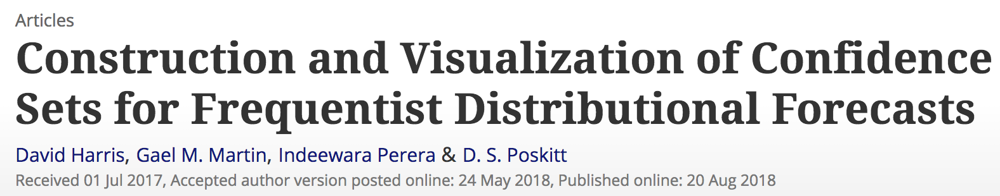 Articles
Construction and Visualization of Confidence
Sets for Frequentist Distributional Forecasts
David Harris, Gael M. Martin, Indeewara Perera & D. S. Poskitt
Received 01 Jul 2017, Accepted author version posted online: 24 May 2018, Published online: 20 Aug 2018